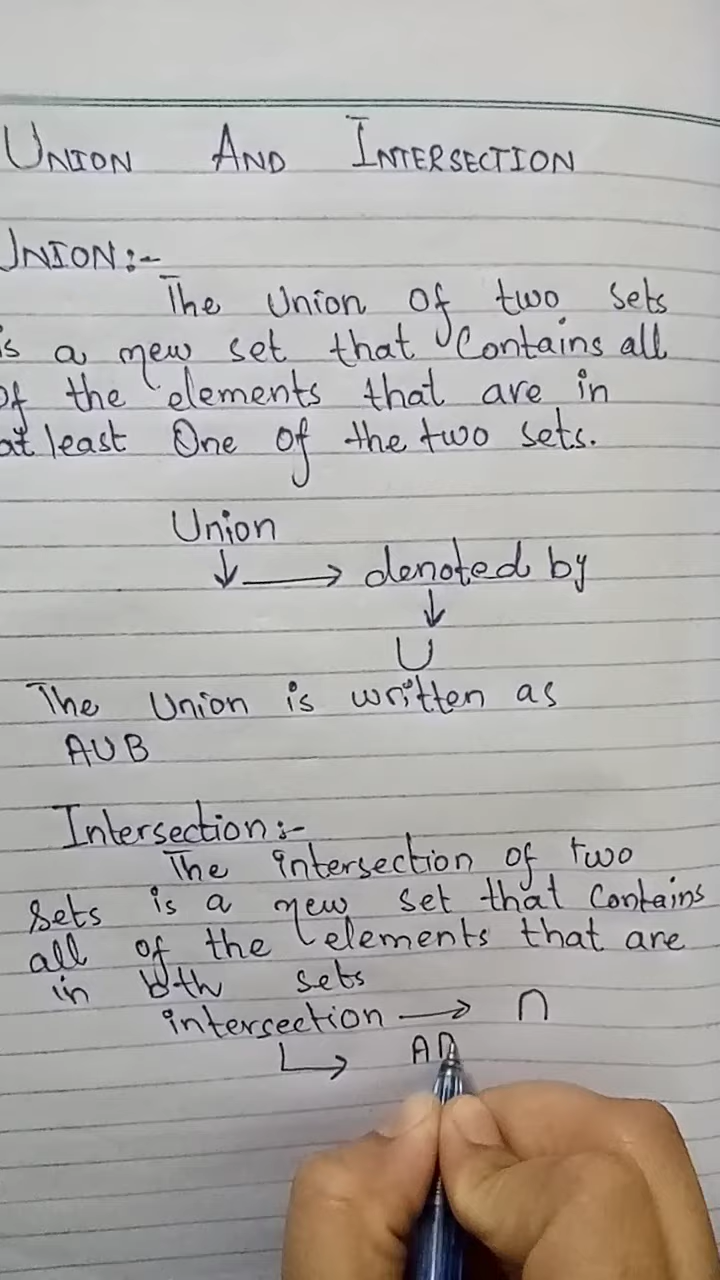 UNION AND INTERSECTION
UNION:-
The Union Of two sets
is a new set that Contains all
Of the elements that are in
at least One of the two sets.
Union
↓ → denoted by
↓
U
The Union is written as
AUB
Intersection:-
The intersection of two
Sets is a new set that Contains
all of the elements that are
in both sets
intersection → ∩
↳ A∩